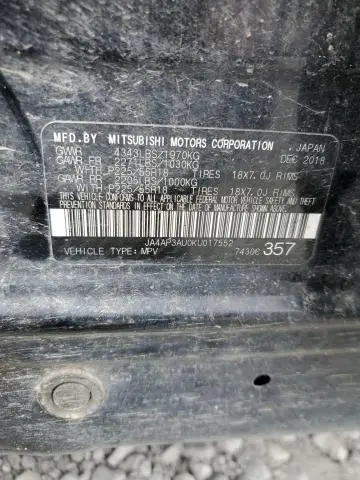 MFD.BY MITSUBISHI MOTORS CORPORATION , JAPAN
GVWR 4343LBS/1970KG DEC 2018
GAWR FR 2271LBS/1030KG
WITH P225/55R18 TIRES 18X7.0J RIMS
GAWR RR 2205LBS/1000KG
WITH P225/55R18 TIRES 18X7.0J RIMS
THIS VEHICLE CONFORMS TO ALL APPLICABLE
FEDERAL MOTOR VEHICLE SAFETY AND THEFT
PREVENTION STANDARDS IN EFFECT ON THE
DATE OF MANUFACTURE SHOWN ABOVE.
JA4AP3AU0KU017552
VEHICLE TYPE: MPV 7430C 357